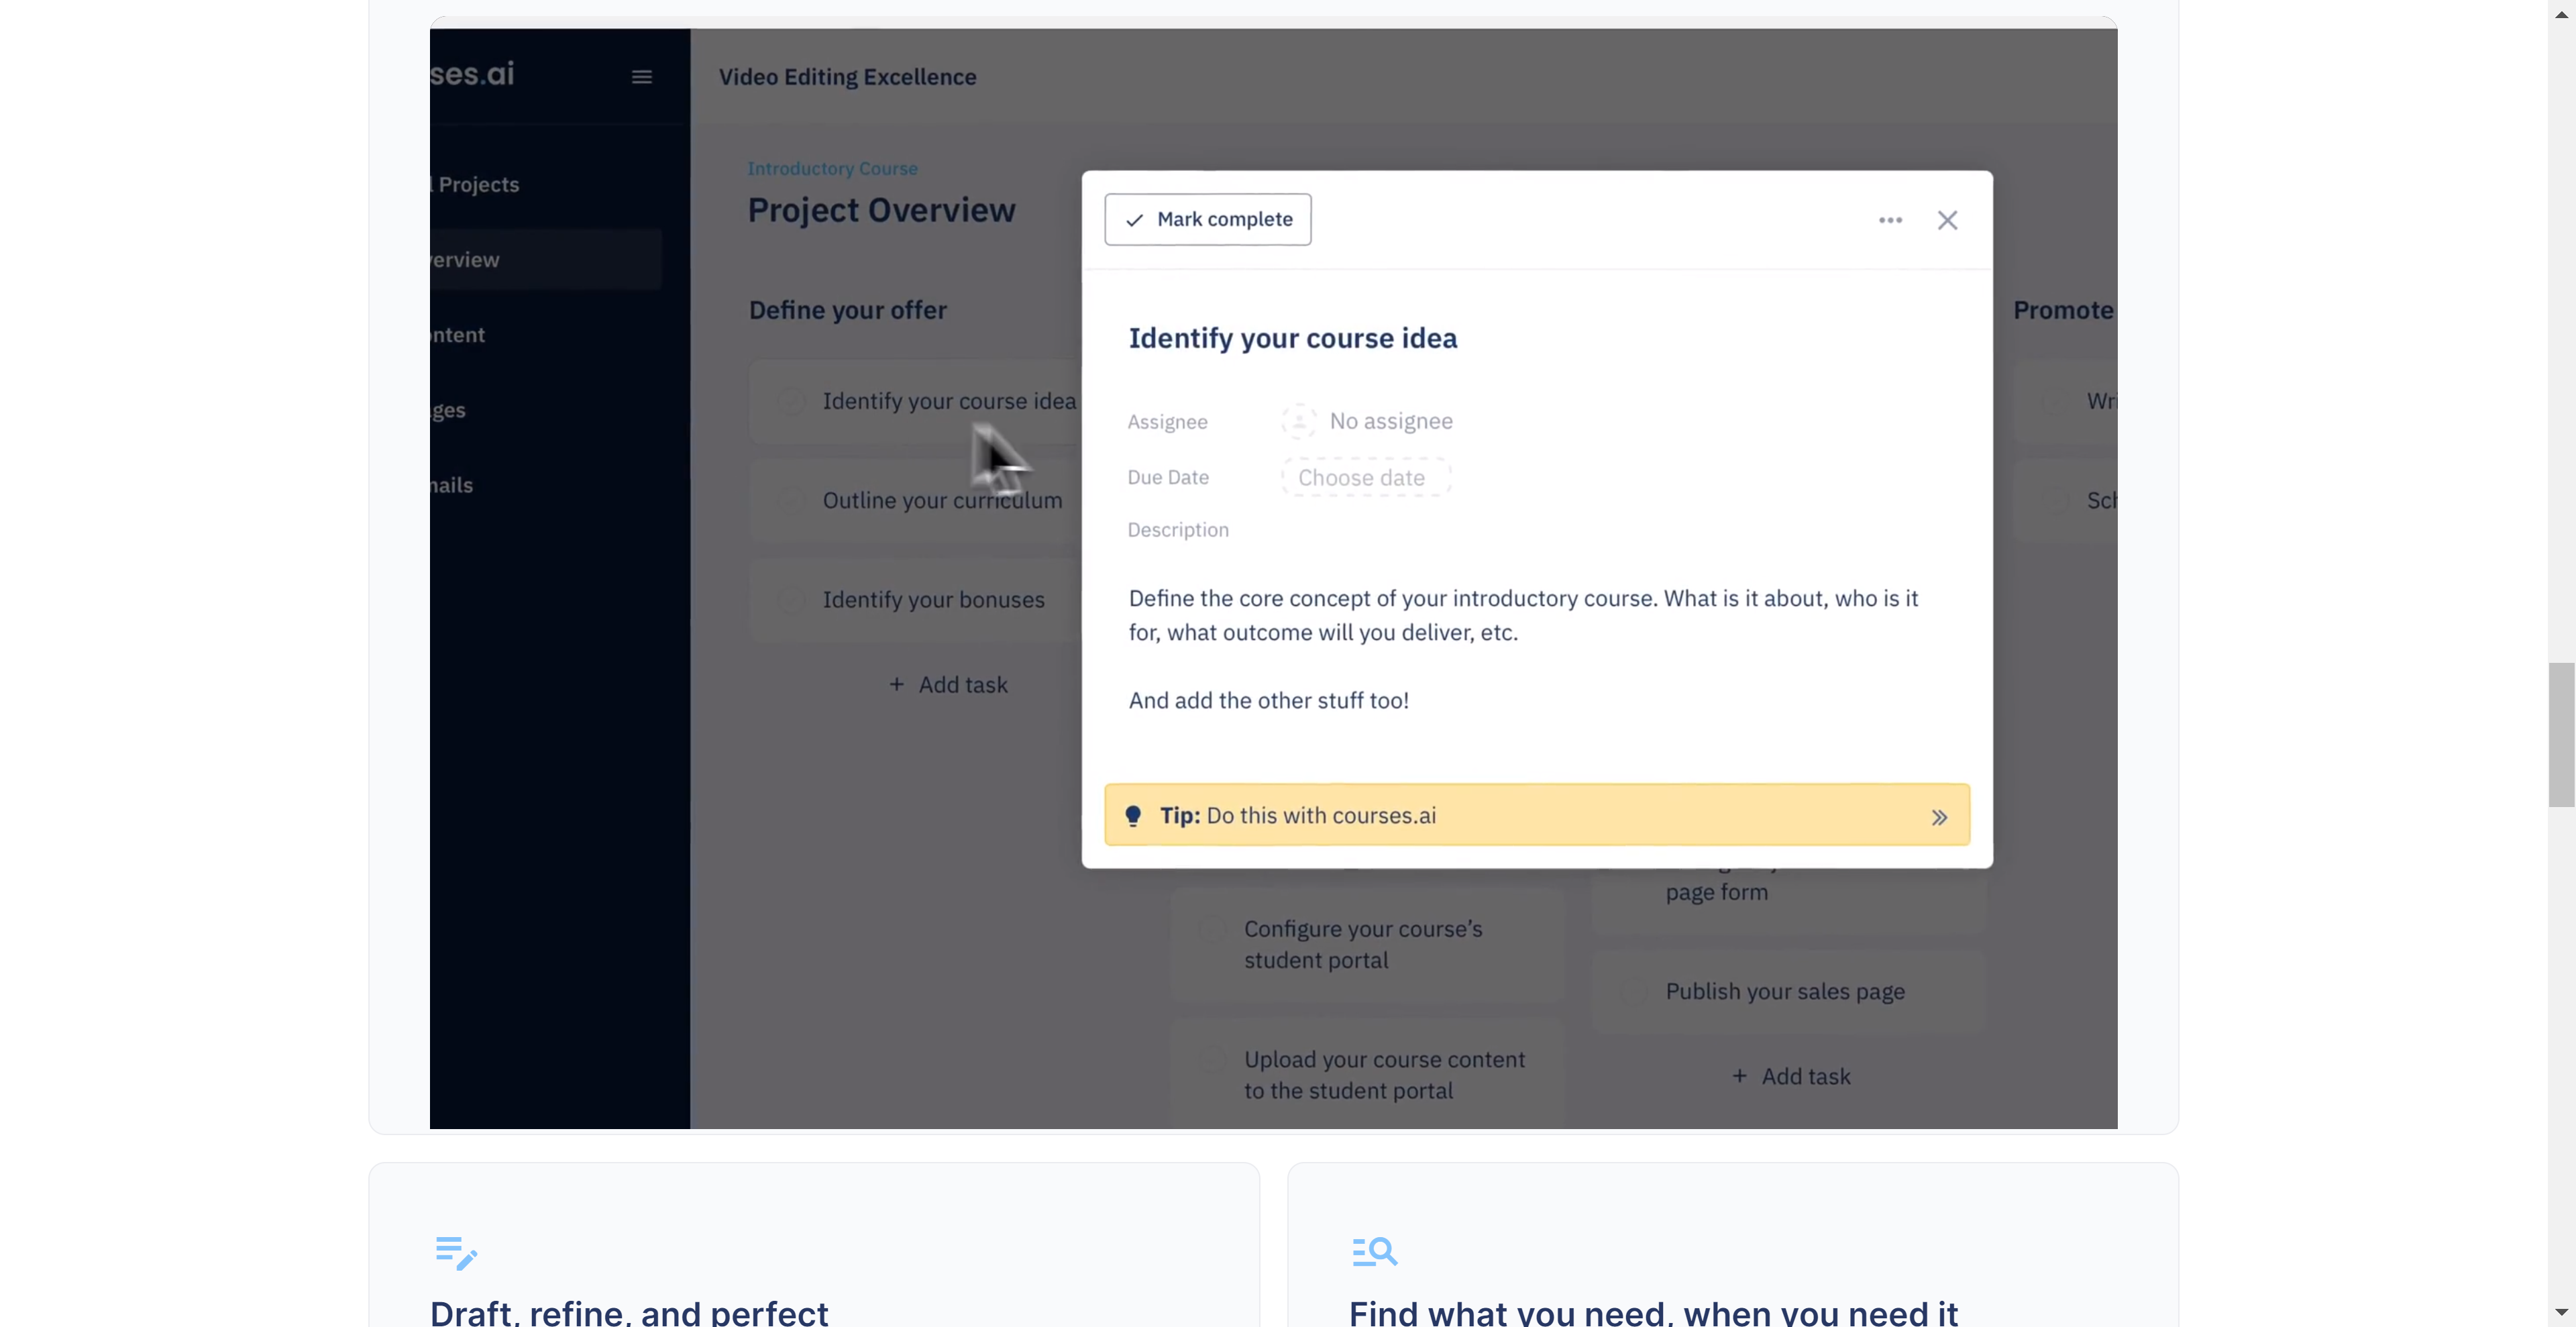 ses.ai
Video Editing Excellence
Projects
erview
ntent
ges
nails
Introductory Course
Project Overview
Define your offer
Identify your course idea
Outline your curriculum
Identify your bonuses
+ Add task
Mark complete
Identify your course idea
Assignee No assignee
Due Date Choose date
Description
Define the core concept of your introductory course. What is it about, who is it
for, what outcome will you deliver, etc.
And add the other stuff too!
Tip: Do this with courses.ai
Configure your course’s
student portal
Upload your course content
to the student portal
page form
Publish your sales page
+ Add task
Promote
Wri
Sch
Draft, refine, and perfect
Find what you need, when you need it